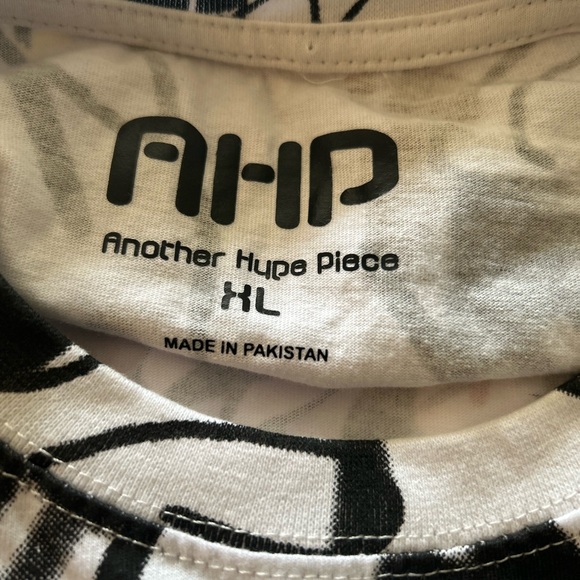 AHP
Another Hype Piece
XL
MADE IN PAKISTAN